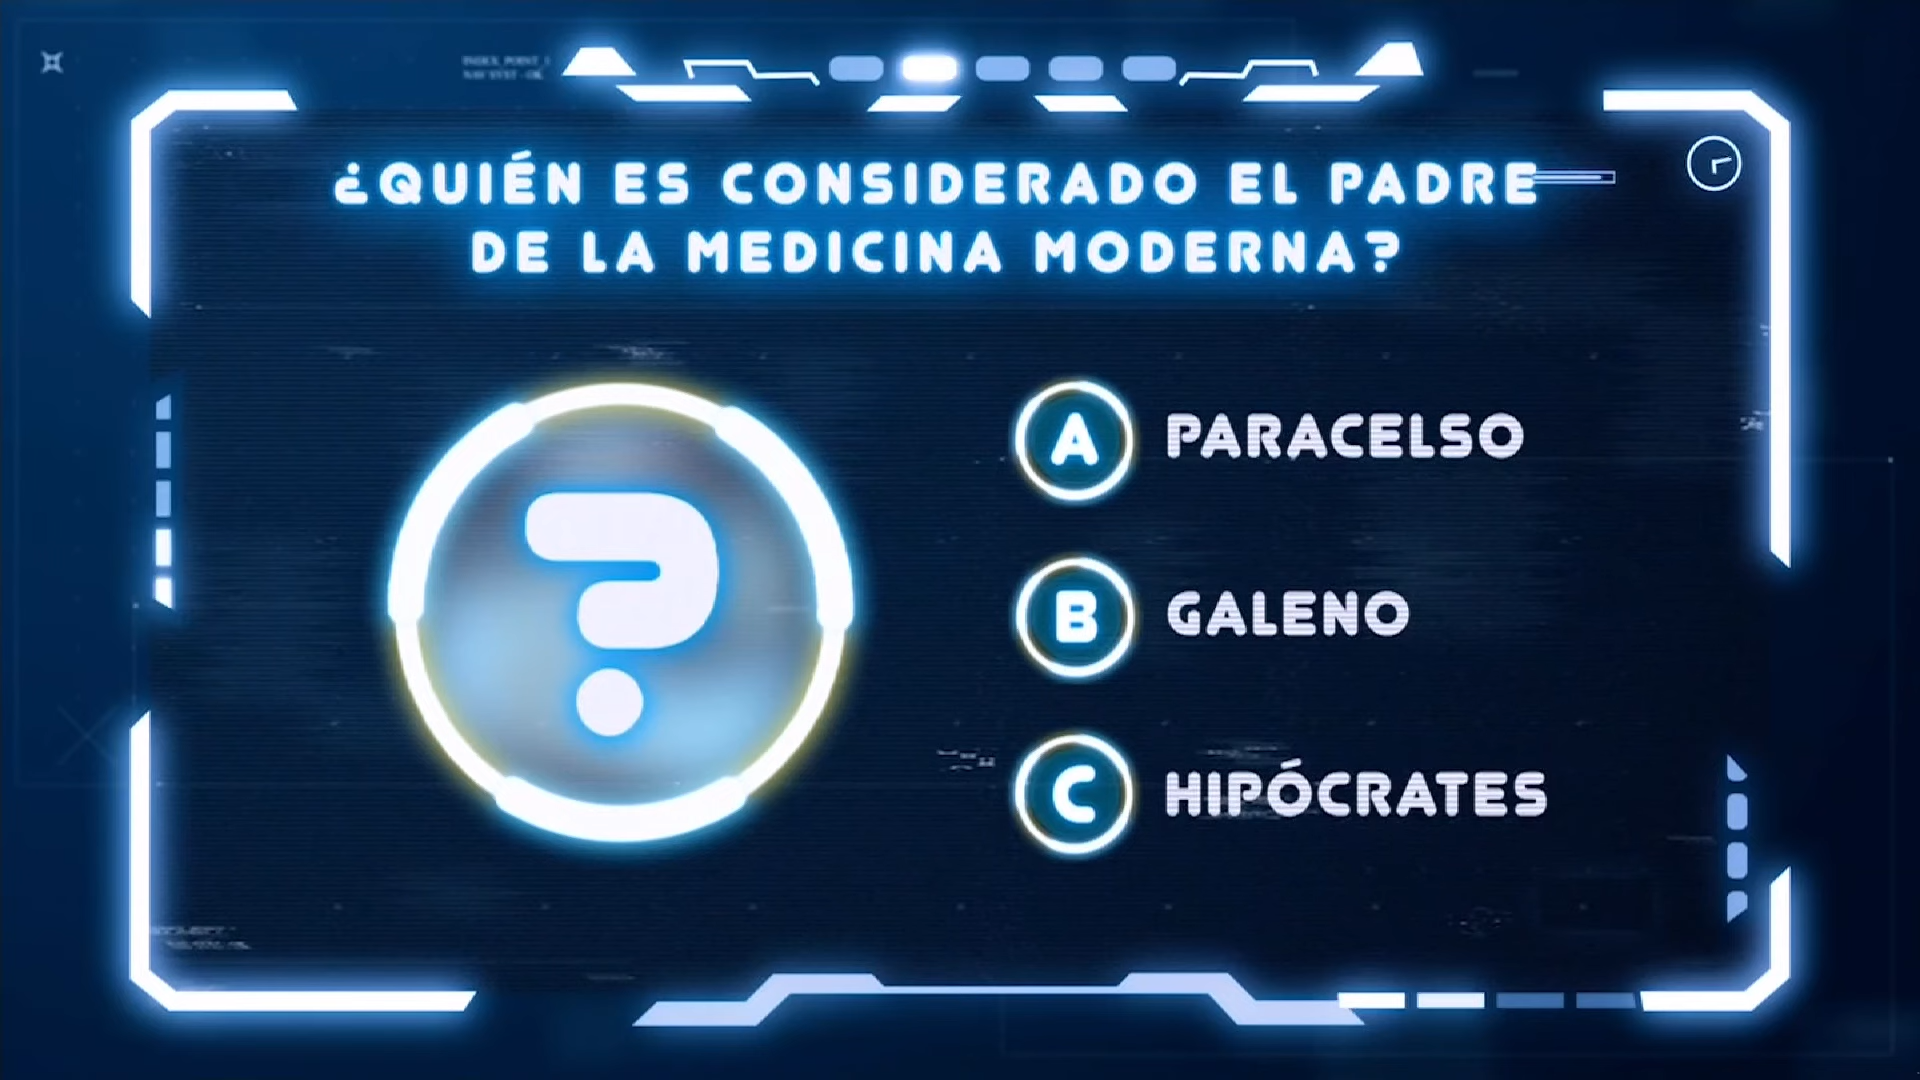 ¿QUIÉN ES CONSIDERADO EL PADRE
DE LA MEDICINA MODERNA?
?
A PARACELSO
B GALENO
C HIPÓCRATES